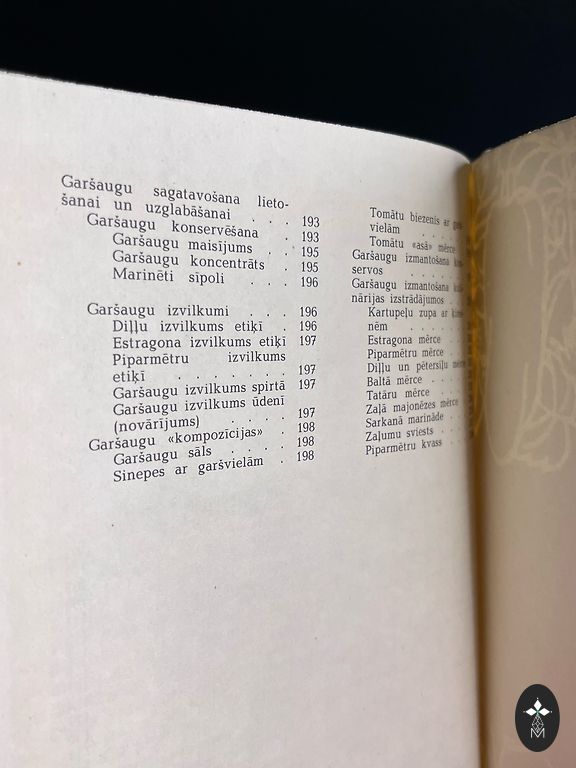 Garšaugu sagatavošana lieto-
šanai un uzglabāšanai . . . 193
Garšaugu konservēšana . 193
Garšaugu maisījums . . 195
Garšaugu koncentrāts . 195
Marinēti sīpoli . . . 196
Garšaugu izvilkumi . . . 196
Diļļu izvilkums etiķī . 196
Estragona izvilkums etiķī 197
Piparmētru izvilkums
etiķī . . . . . . 197
Garšaugu izvilkums spirtā 197
Garšaugu izvilkums ūdenī
(novārījums) . . . . 197
Garšaugu «kompozīcijas» . 198
Garšaugu sāls . . . . 198
Sinepes ar garšvielām . 198
Tomātu biezenis ar
vielām . . . .
Tomātu «asā» mērce
Garšaugu izmantošana
servos . . . . .
Garšaugu izmantošana
nārijas izstrādājumos
Kartupeļu zupa ar
nēm . . . . .
Estragona mērce . .
Piparmētru mērce . .
Diļļu un pētersīļu mērce
Baltā mērce . . .
Tatāru mērce . . .
Zaļā majonēzes mērce
Sarkanā marināde . .
Zaļumu sviests . . .
Piparmētru kvass . .
M